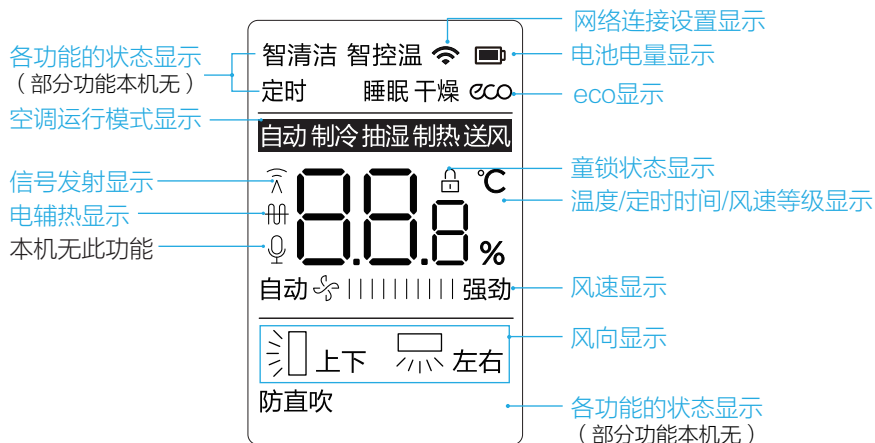 网络连接设置显示
各功能的状态显示
（部分功能本机无）
智清洁 智控温
电池电量显示
定时 睡眠 干燥 eco
eco显示
空调运行模式显示
自动 制冷 抽湿 制热 送风
信号发射显示
童锁状态显示
电辅热显示
88.8 ℃
温度/定时时间/风速等级显示
本机无此功能
%
自动 强劲
风速显示
上下 左右
风向显示
防直吹
各功能的状态显示
（部分功能本机无）